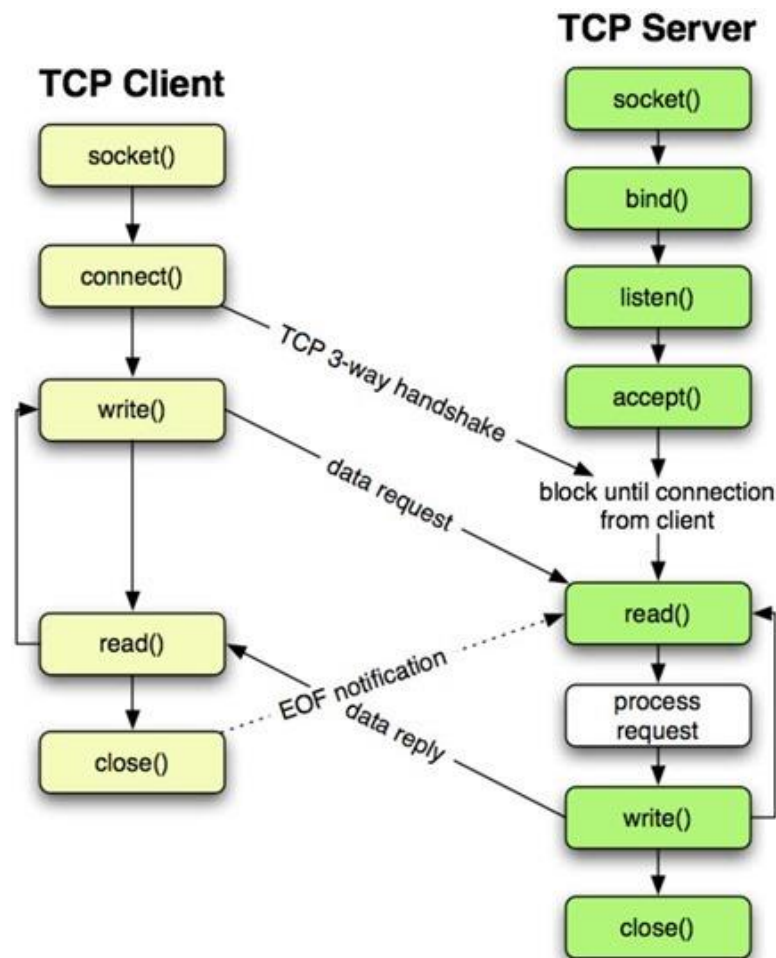 TCP Client
socket()
connect()
write()
read()
close()
TCP 3-way handshake
data request
EOF notification
data reply
TCP Server
socket()
bind()
listen()
accept()
block until connection
from client
read()
process
request
write()
close()